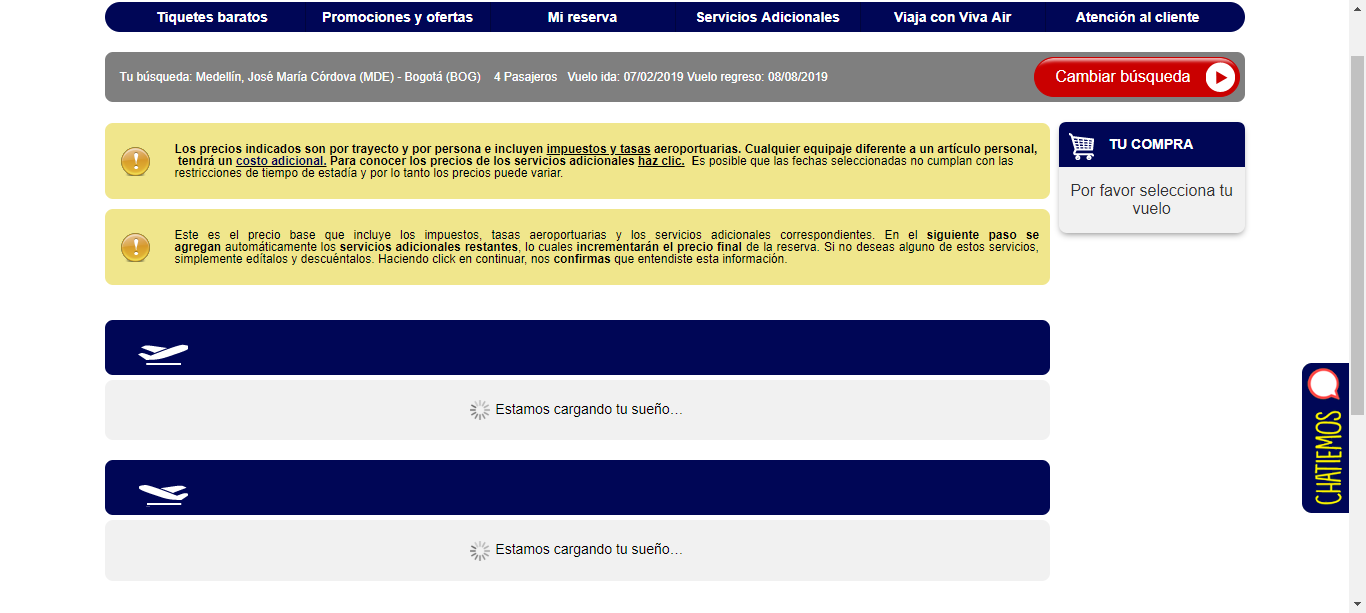 Tiquetes baratos Promociones y ofertas Mi reserva Servicios Adicionales Viaja con Viva Air Atención al cliente
Tu búsqueda: Medellín, José María Córdova (MDE) - Bogotá (BOG) 4 Pasajeros Vuelo ida: 07/02/2019 Vuelo regreso: 08/08/2019
Cambiar búsqueda
Los precios indicados son por trayecto y por persona e incluyen impuestos y tasas aeroportuarias. Cualquier equipaje diferente a un artículo personal,
tendrá un costo adicional. Para conocer los precios de los servicios adicionales haz clic. Es posible que las fechas seleccionadas no cumplan con las
restricciones de tiempo de estadía y por lo tanto los precios puede variar.
TU COMPRA
Por favor selecciona tu
vuelo
Este es el precio base que incluye los impuestos, tasas aeroportuarias y los servicios adicionales correspondientes. En el siguiente paso se
agregan automáticamente los servicios adicionales restantes, lo cuales incrementarán el precio final de la reserva. Si no deseas alguno de estos servicios,
simplemente edítalos y descuéntalos. Haciendo click en continuar, nos confirmas que entendiste esta información.
Estamos cargando tu sueño…
CHATIEMOS
Estamos cargando tu sueño…